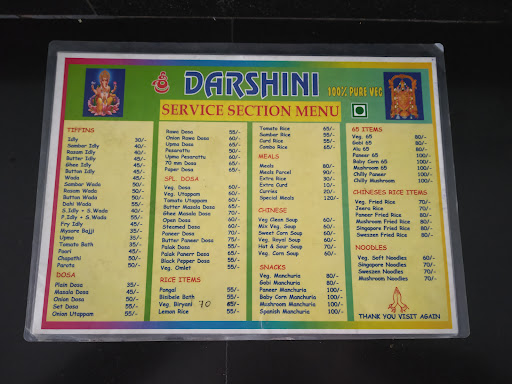 DARSHINI
100% PURE VEG
SERVICE SECTION MENU
TIFFINS
Idly 30/-
Sambar Idly 40/-
Rasam Idly 40/-
Butter Idly 45/-
Ghee Idly 45/-
Button Idly 45/-
Wada 45/-
Sambar Wada 50/-
Rasam Wada 50/-
Button Wada 50/-
Dahi Wada 55/-
S.Idly + S.Wada 40/-
P.Idly + S.Wada 55/-
Fry Idly 45/-
Mysore Bajji 35/-
Upma 35/-
Tomato Bath 35/-
Poori 45/-
Chapathi 50/-
Parota 50/-
DOSA
Plain Dosa 35/-
Masala Dosa 45/-
Onion Dosa 50/-
Set Dosa 55/-
Onion Uttappam 55/-
Rawa Dosa 55/-
Onion Rawa Dosa 60/-
Upma Dosa 55/-
Pesarattu 50/-
Upma Pesarattu 60/-
70 mm Dosa 65/-
Paper Dosa 65/-
SPL. DOSA
Veg. Dosa 60/-
Veg. Uttappam 60/-
Tomato Uttapam 60/-
Butter Masala Dosa 65/-
Ghee Masala Dosa 70/-
Open Dosa 60/-
Steamed Dosa 60/-
Paneer Dosa 70/-
Butter Paneer Dosa 75/-
Palak Dosa 55/-
Palak Panerr Dosa 65/-
Black Pepper Dosa 55/-
Veg. Omlet 55/-
RICE ITEMS
Pongal 55/-
Bisibele Bath 55/-
Veg. Biryani 70 65/-
Lemon Rice 55/-
Tomato Rice 65/-
Sambar Rice 55/-
Card Rice 55/-
Combo Rice 65/-
MEALS
Meals 80/-
Meals Parcel 90/-
Extra Rice 30/-
Extra Curd 10/-
Curries 20/-
Special Meals 120/-
CHINESE
Veg Clean Soup 60/-
Mix Veg. Soup 50/-
Sweet Corn Soup 60/-
Veg. Royal Soup 60/-
Hat & Sour Soup 70/-
Veg. Corn Soup 60/-
SNACKS
Veg. Manchuria 80/-
Gobi Manchuria 80/-
Paneer Manchuria 100/-
Baby Corn Manchuria 100/-
Mushroom Manchuria 100/-
Spanish Manchuria 100/-
65 ITEMS
Veg. 65 80/-
Gobi 65 80/-
Alo 65 80/-
Paneer 65 100/-
Baby Corn 65 100/-
Mushroom 65 100/-
Chilly Paneer 100/-
Chilly Mushroom 100/-
CHINESES RICE ITEMS
Veg. Fried Rice 70/-
Jeera Rice 70/-
Paneer Fried Rice 80/-
Mushroom Fried Rice 80/-
Singapore Fried Rice 80/-
Sweszen Fried Rice 80/-
NOODLES
Veg. Soft Noodles 60/-
Singapore Noodles 70/-
Sweszen Noodles 70/-
Mushroom Noodles 70/-
THANK YOU VISIT AGAIN